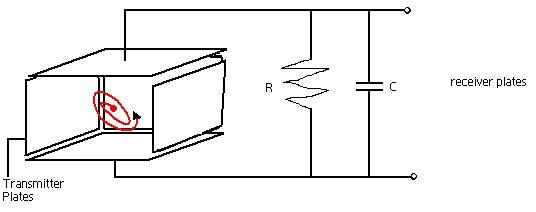 R
C
receiver plates
Transmitter
Plates